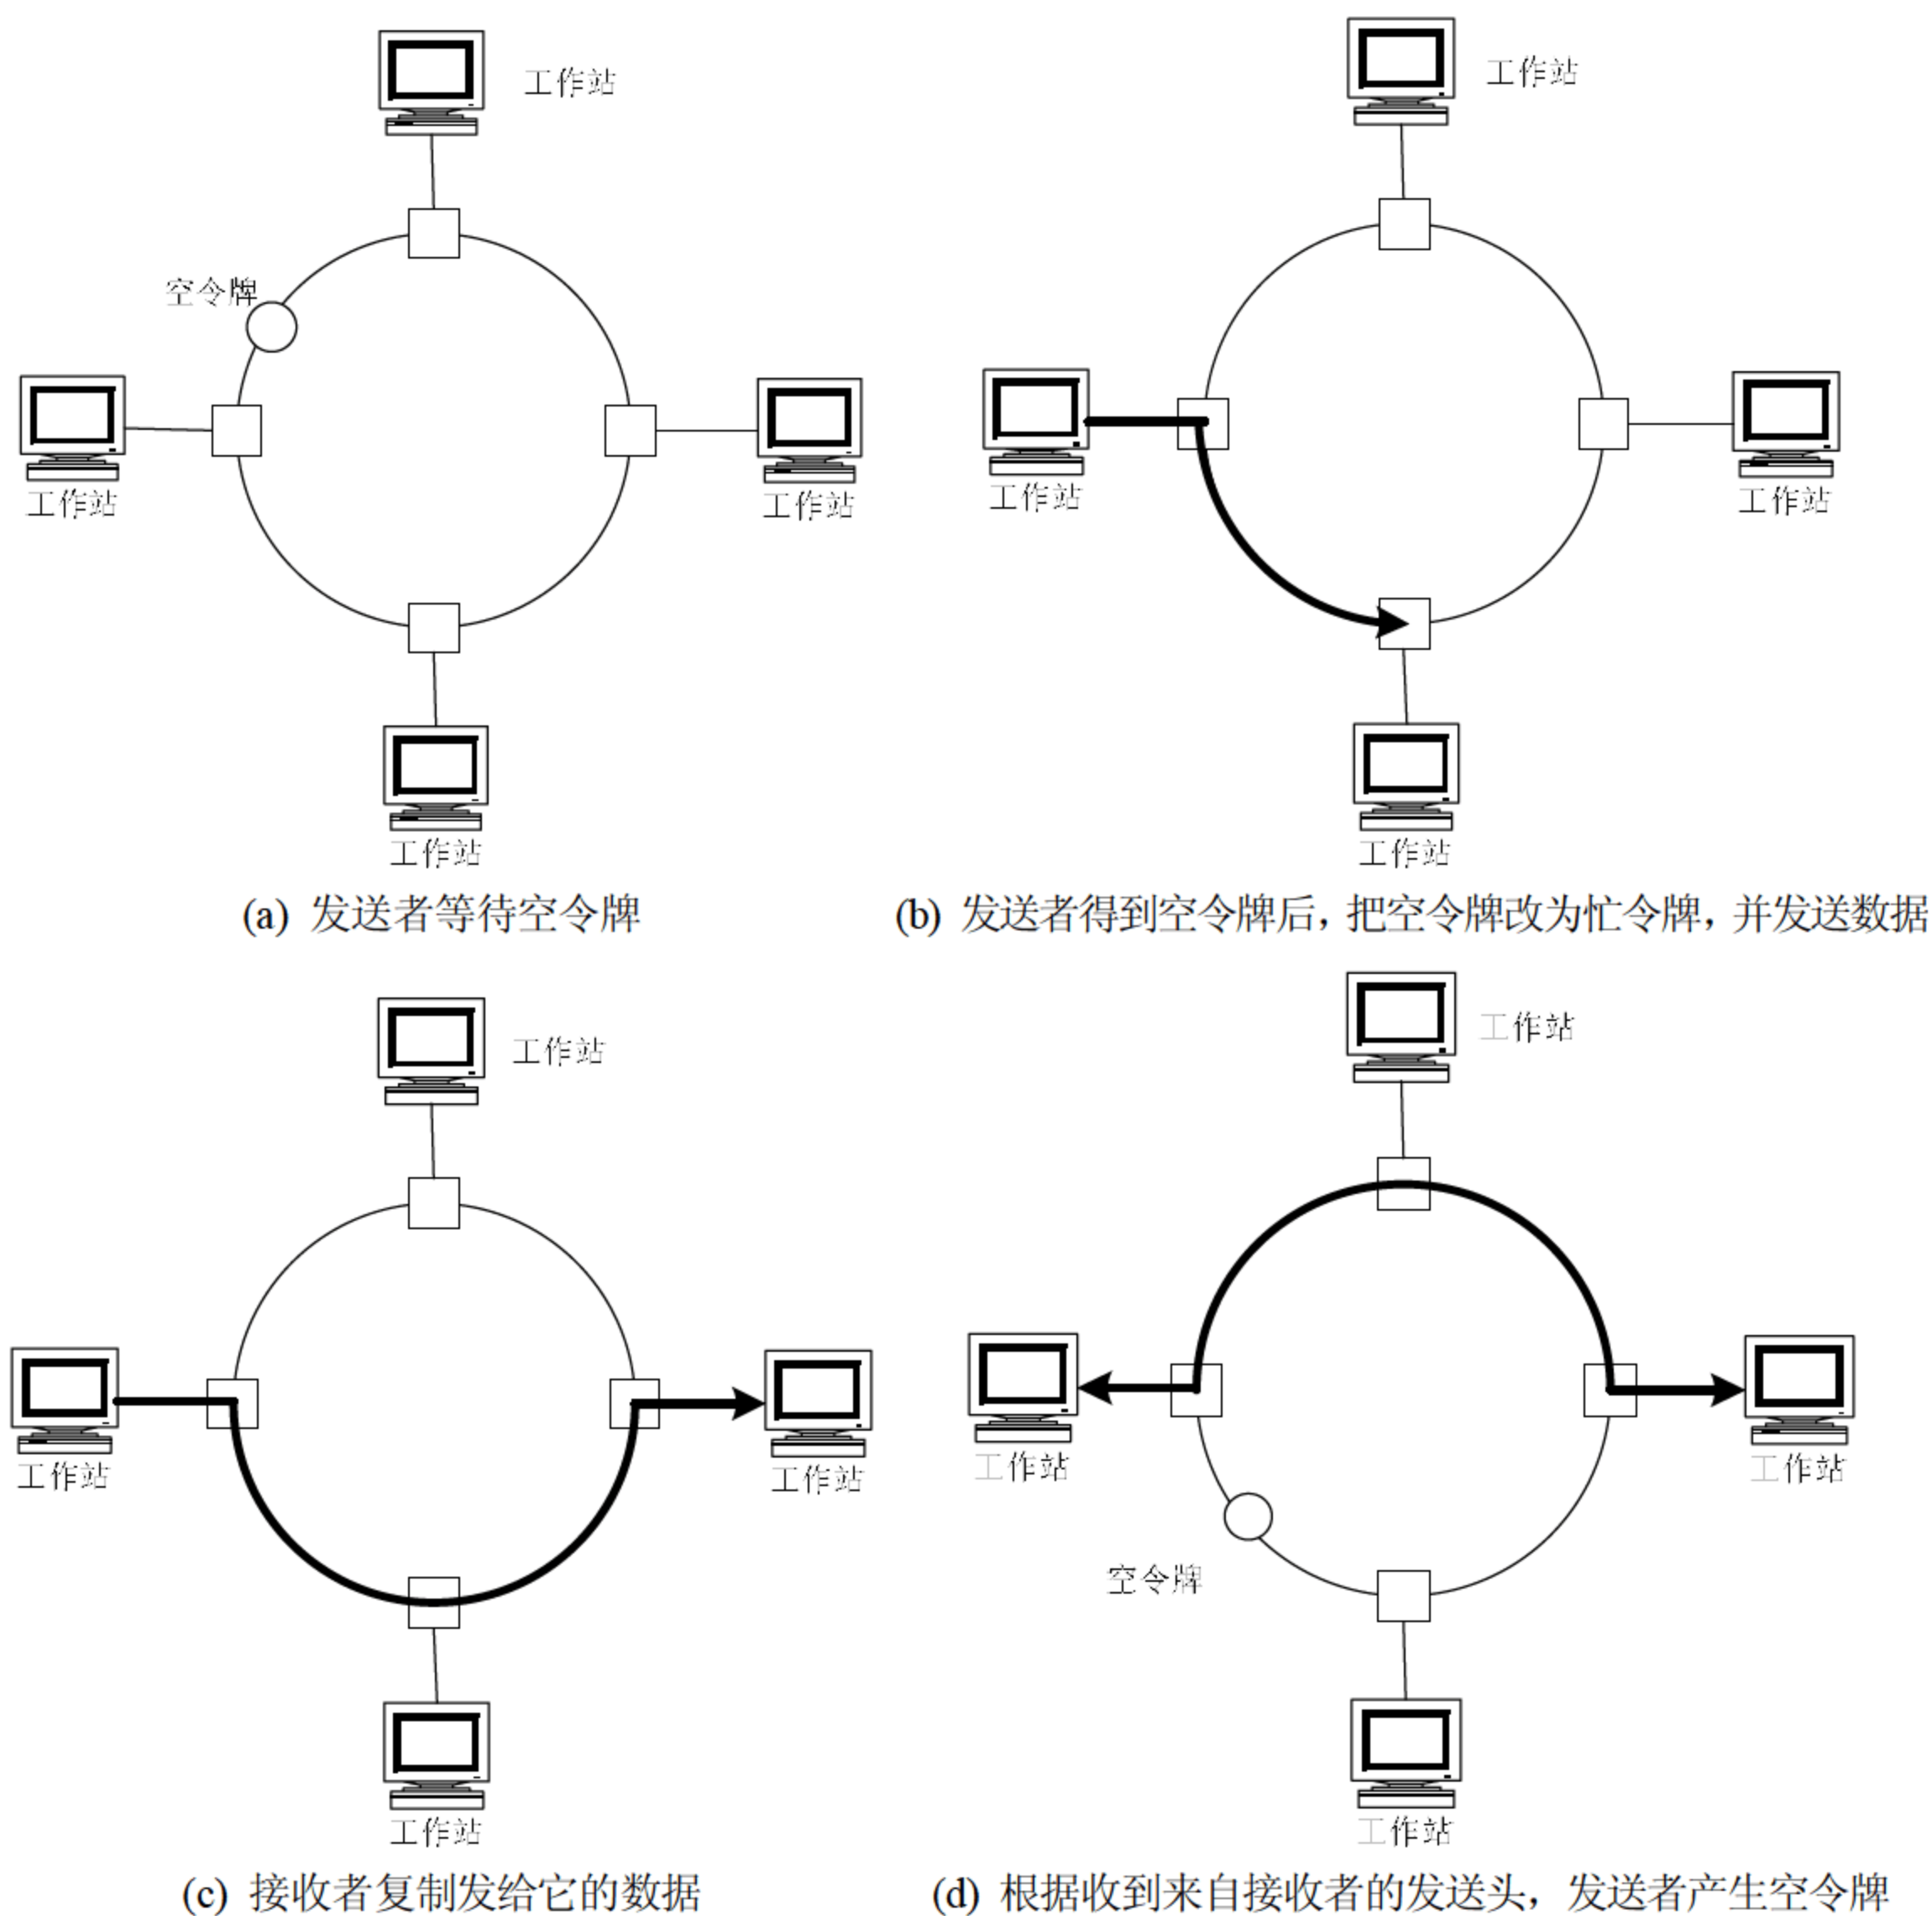 工作站
空令牌
工作站
工作站
工作站
(a) 发送者等待空令牌
工作站
工作站
工作站
工作站
(b) 发送者得到空令牌后，把空令牌改为忙令牌，并发送数据
工作站
工作站
工作站
工作站
(c) 接收者复制发给它的数据
工作站
工作站
工作站
空令牌
工作站
(d) 根据收到来自接收者的发送头，发送者产生空令牌